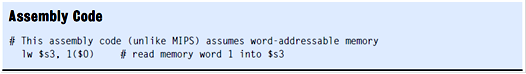 Assembly Code
# This assembly code (unlike MIPS) assumes word-addressable memory
lw $s3, 1($0) # read memory word 1 into $s3